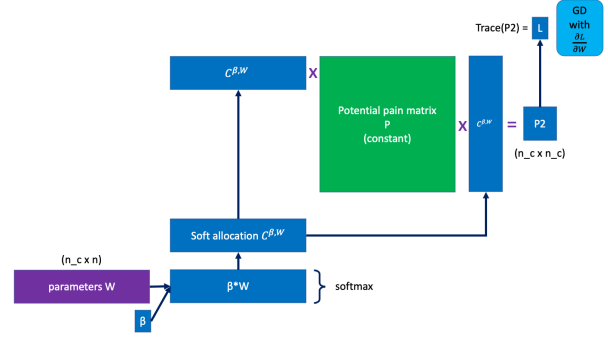 GD
with
∂L
∂W
Trace(P2) =
L
C^β,W
X
Potential pain matrix
P
(constant)
X
C^β,W
=
P2
(n_c x n_c)
Soft allocation C^β,W
(n_c x n)
parameters W
β*W
softmax
β